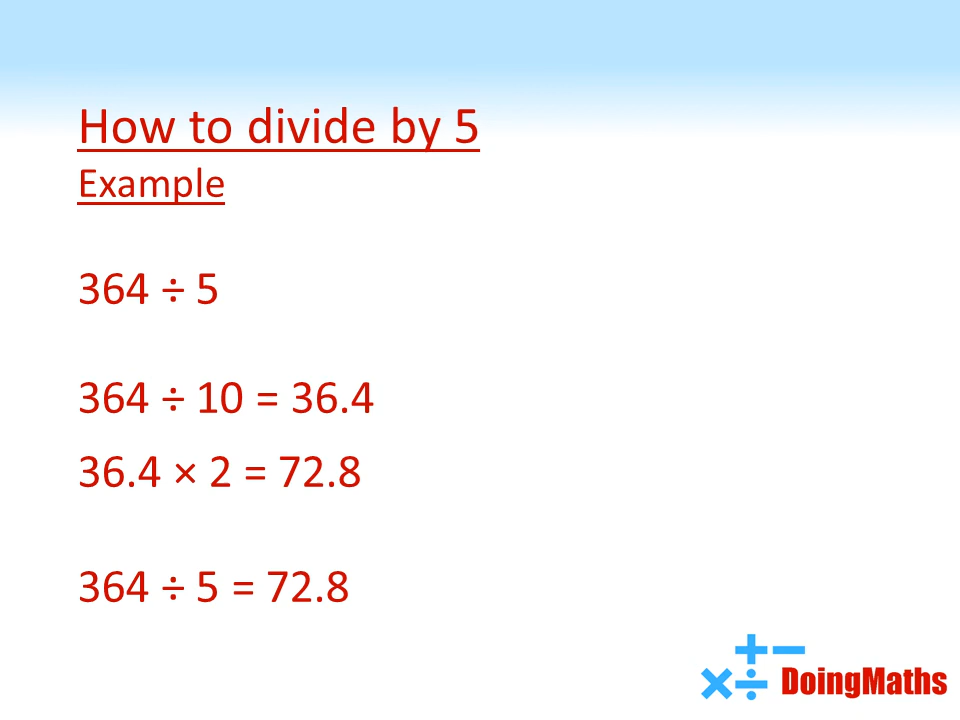 How to divide by 5
Example
364 ÷ 5
364 ÷ 10 = 36.4
36.4 × 2 = 72.8
364 ÷ 5 = 72.8
DoingMaths